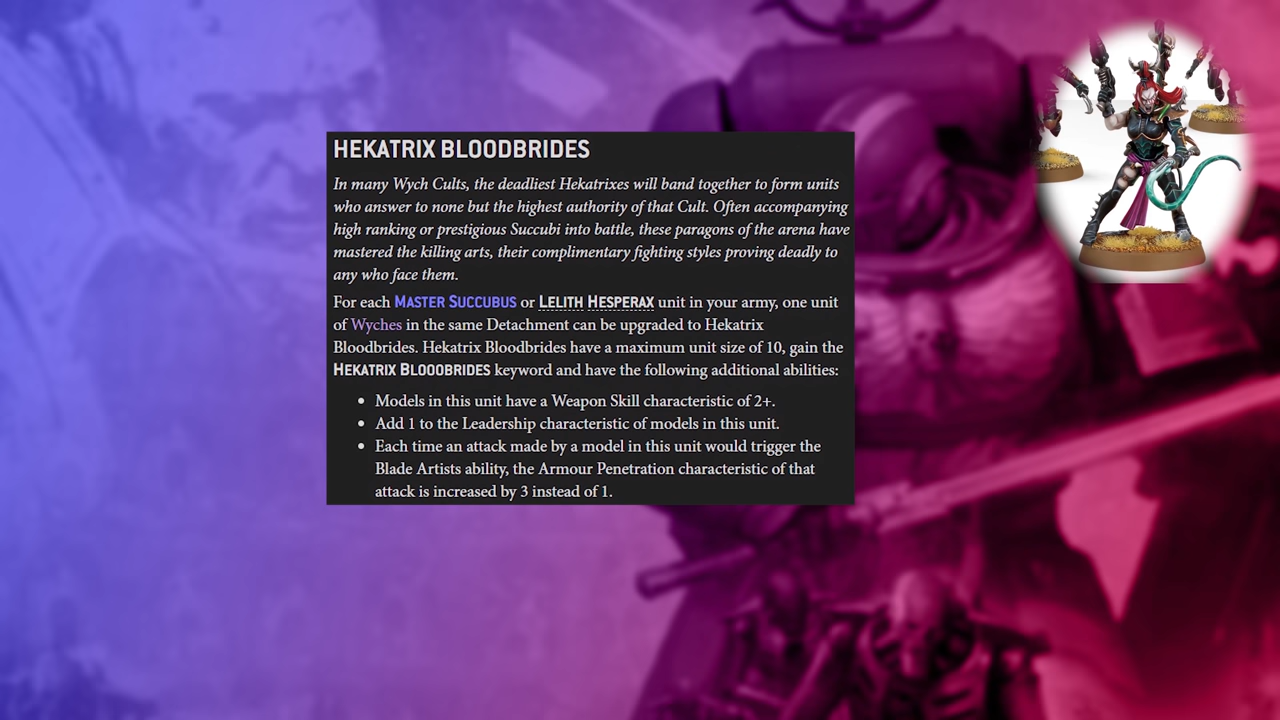 HEKATRIX BLOODBRIDES
In many Wych Cults, the deadliest Hekatrixes will band together to form units
who answer to none but the highest authority of that Cult. Often accompanying
high ranking or prestigious Succubi into battle, these paragons of the arena have
mastered the killing arts, their complimentary fighting styles proving deadly to
any who face them.
For each MASTER SUCCUBUS or LELITH HESPERAX unit in your army, one unit
of Wyches in the same Detachment can be upgraded to Hekatrix
Bloodbrides. Hekatrix Bloodbrides have a maximum unit size of 10, gain the
HEKATRIX BLOOOBRIDES keyword and have the following additional abilities:
• Models in this unit have a Weapon Skill characteristic of 2+.
• Add 1 to the Leadership characteristic of models in this unit.
• Each time an attack made by a model in this unit would trigger the
Blade Artists ability, the Armour Penetration characteristic of that
attack is increased by 3 instead of 1.